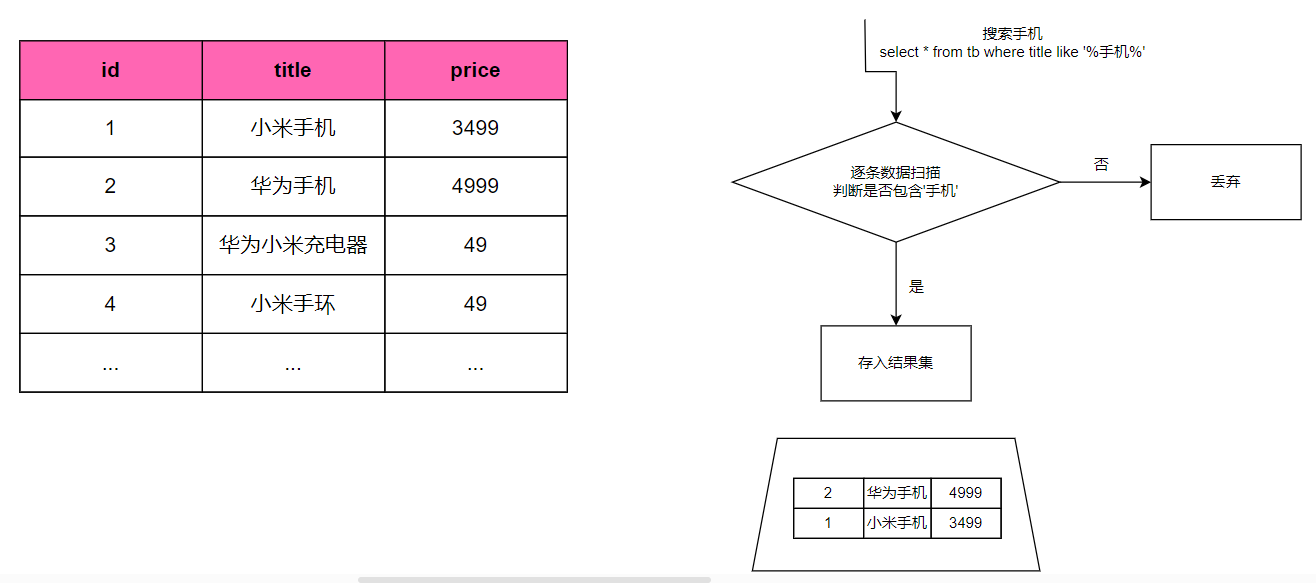 id title price
1 小米手机 3499
2 华为手机 4999
3 华为小米充电器 49
4 小米手环 49
... ... ...
搜索手机
select * from tb where title like '%手机%'
逐条数据扫描
判断是否包含'手机'
否
丢弃
是
存入结果集
2 华为手机 4999
1 小米手机 3499